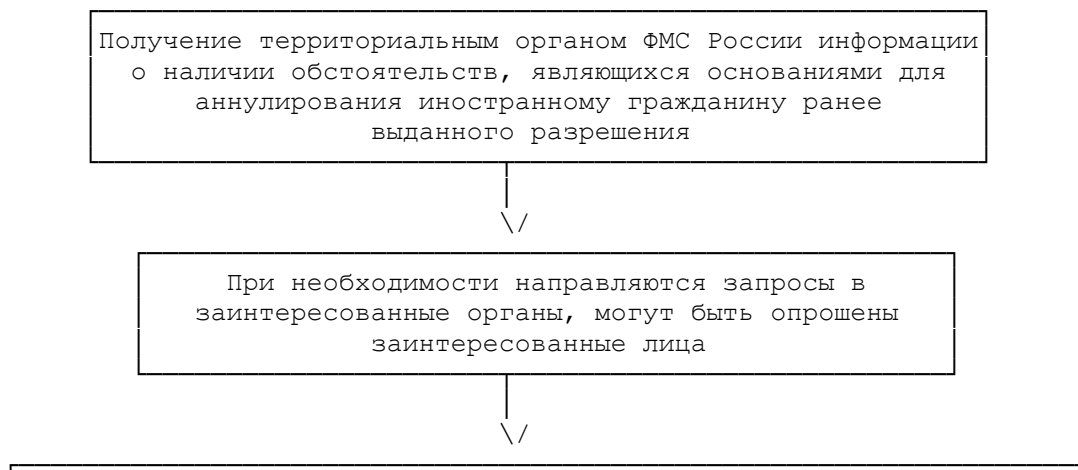 Получение территориальным органом ФМС России информации
о наличии обстоятельств, являющихся основаниями для
аннулирования иностранному гражданину ранее
выданного разрешения
\/
При необходимости направляются запросы в
заинтересованные органы, могут быть опрошены
заинтересованные лица
\/